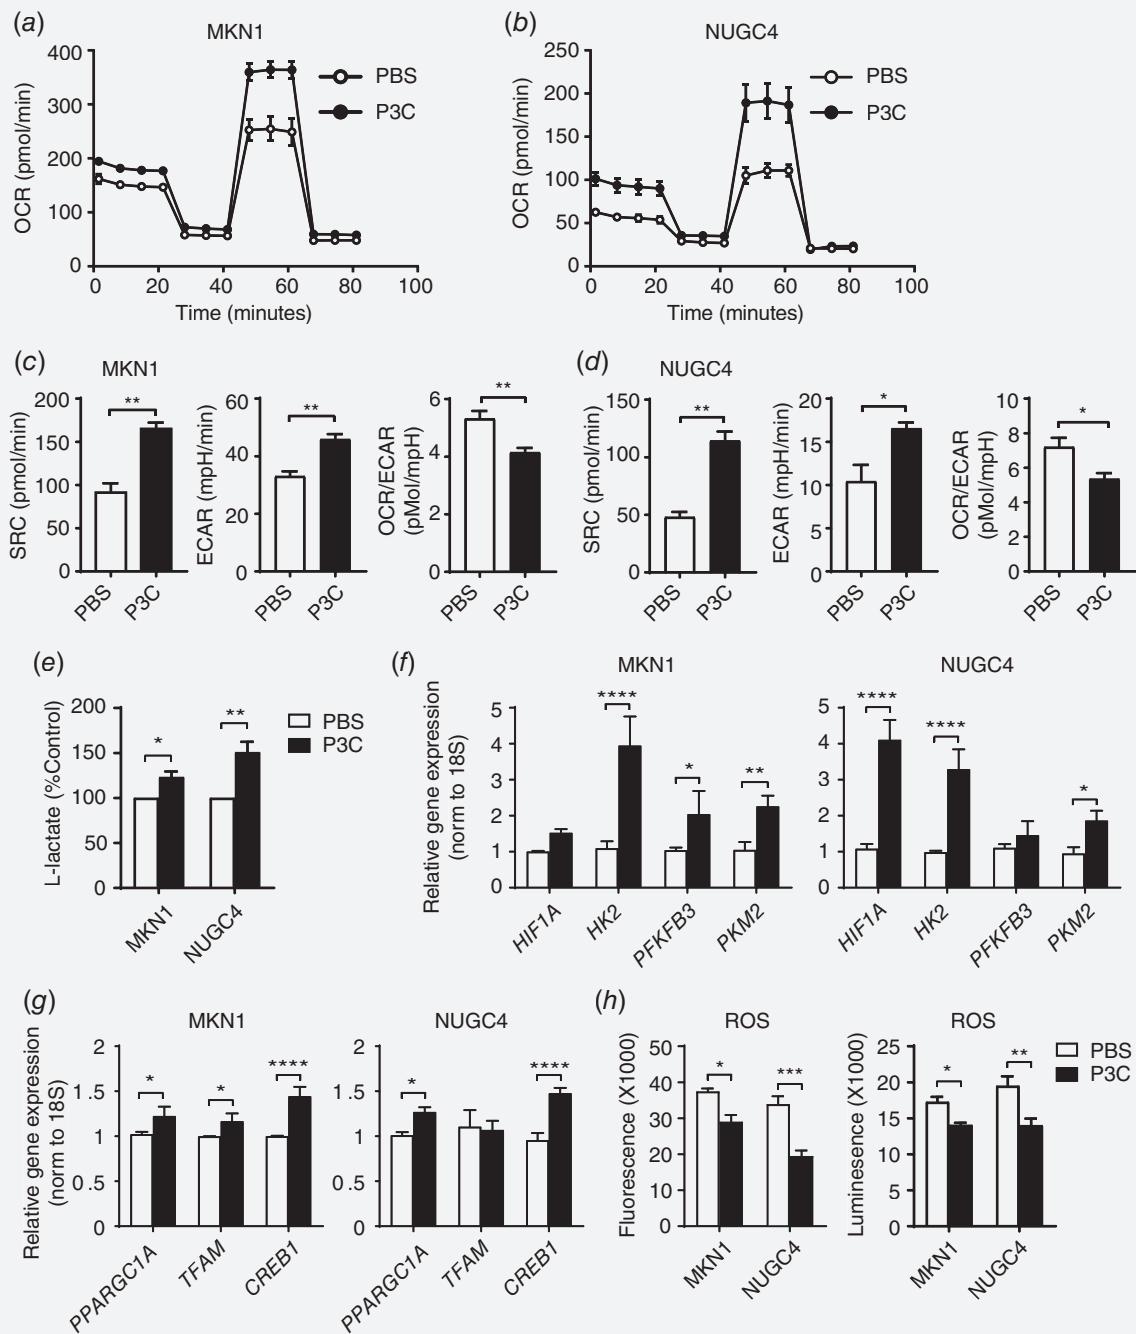 (a) MKN1
OCR (pmol/min)
400
300
200
100
0
0 20 40 60 80 100
Time (minutes)
PBS
P3C
(b) NUGC4
OCR (pmol/min)
250
200
150
100
50
0
0 20 40 60 80 100
Time (minutes)
PBS
P3C
(c) MKN1
SRC (pmol/min)
200
150
100
50
0
**
PBS P3C
ECAR (mpH/min)
60
40
20
0
**
PBS P3C
OCR/ECAR
(pMol/mpH)
6
4
2
0
**
PBS P3C
(d) NUGC4
SRC (pmol/min)
150
100
50
0
**
PBS P3C
ECAR (mpH/min)
20
15
10
5
0
*
PBS P3C
OCR/ECAR
(pMol/mpH)
10
8
6
4
2
0
*
PBS P3C
(e)
L-lactate (%Control)
200
150
100
50
0
* **
MKN1 NUGC4
PBS
P3C
(f) MKN1
Relative gene expression
(norm to 18S)
5
4
3
2
1
0
**** * **
HIF1A HK2 PFKFB3 PKM2
NUGC4
5
4
3
2
1
0
**** **** *
HIF1A HK2 PFKFB3 PKM2
(g) MKN1
Relative gene expression
(norm to 18S)
2
1.5
1
0.5
0
* * ****
PPARGC1A TFAM CREB1
NUGC4
2
1.5
1
0.5
0
* ****
PPARGC1A TFAM CREB1
(h) ROS
Fluorescence (X1000)
50
40
30
20
10
0
* ***
MKN1 NUGC4
ROS
Luminesence (X1000)
25
20
15
10
5
0
* **
MKN1 NUGC4
PBS
P3C